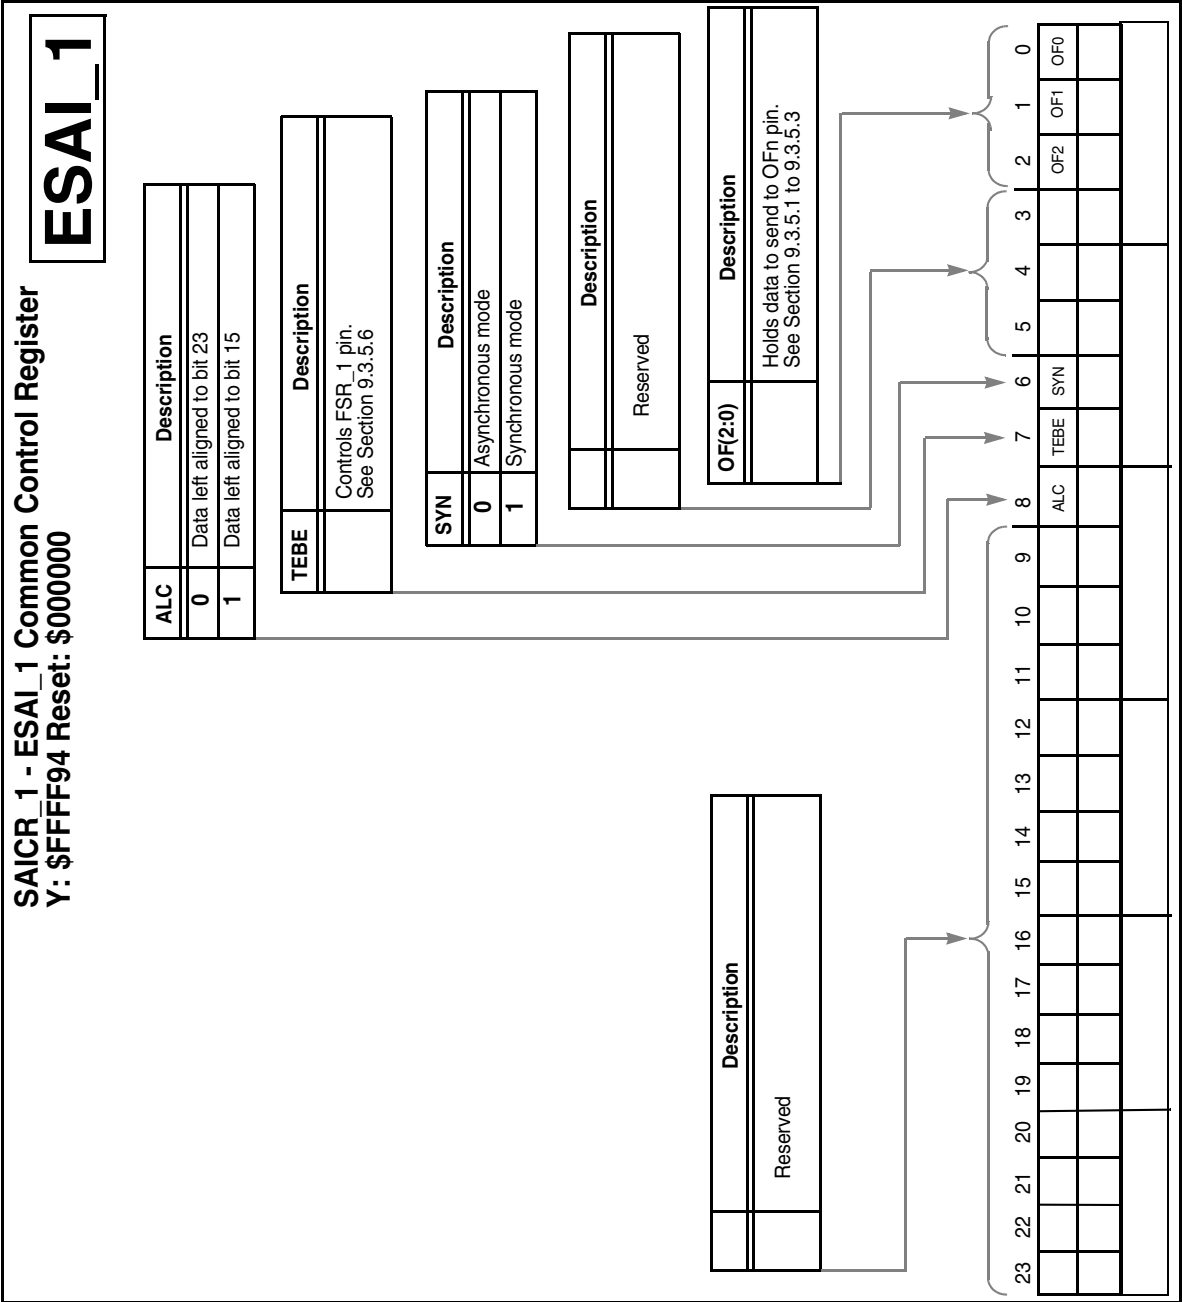 SAICR_1 - ESAI_1 Common Control Register
Y: $FFFF94 Reset: $000000
ESAI_1
ALC Description
0 Data left aligned to bit 23
1 Data left aligned to bit 15
TEBE Description
Controls FSR_1 pin.
See Section 9.3.5.6
SYN Description
0 Asynchronous mode
1 Synchronous mode
Description
Reserved
OF(2:0) Description
Holds data to send to OFn pin.
See Section 9.3.5.1 to 9.3.5.3
Description
Reserved
23 22 21 20 19 18 17 16 15 14 13 12 11 10 9 8 7 6 5 4 3 2 1 0
ALC TEBE SYN OF2 OF1 OF0